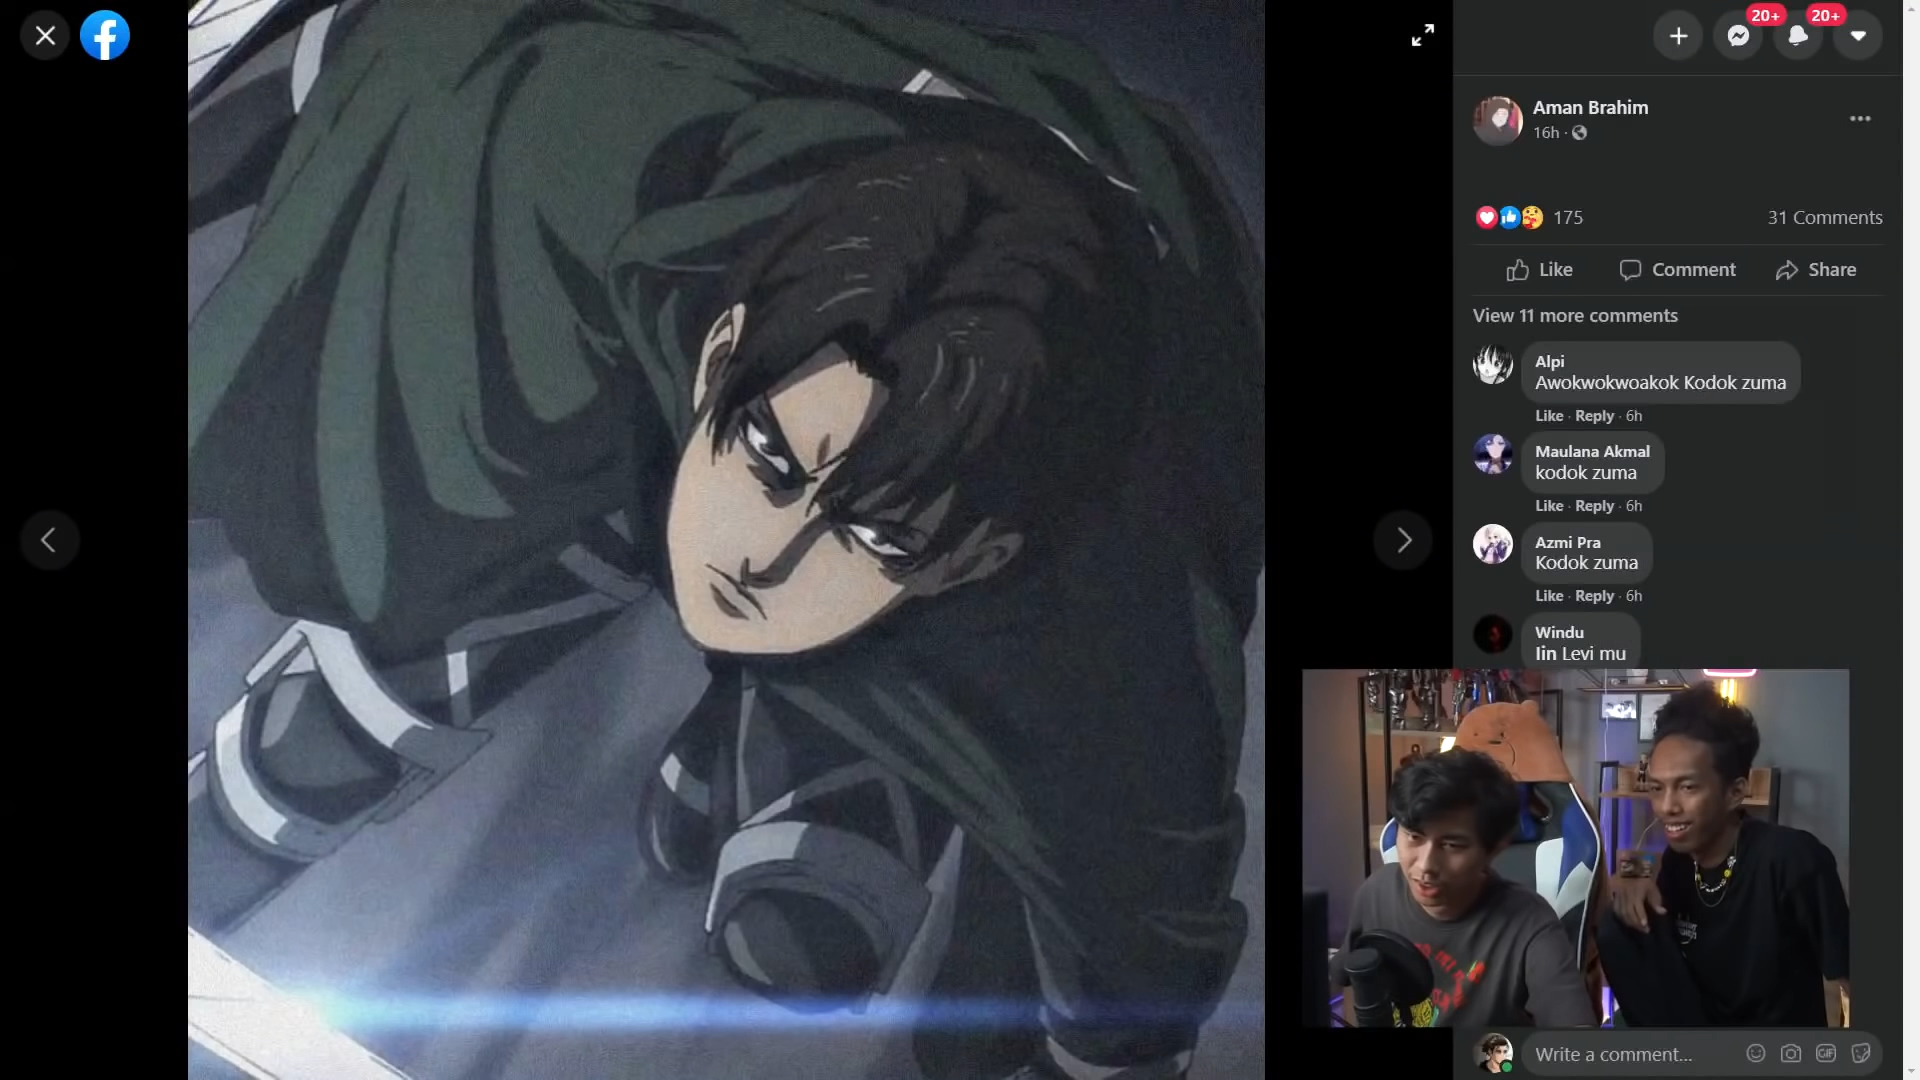 20+
20+
Aman Brahim
16h ·
175
31 Comments
Like
Comment
Share
View 11 more comments
Alpi
Awokwokwoakok Kodok zuma
Like · Reply · 6h
Maulana Akmal
kodok zuma
Like · Reply · 6h
Azmi Pra
Kodok zuma
Like · Reply · 6h
Windu
Iin Levi mu
Write a comment...
GIF